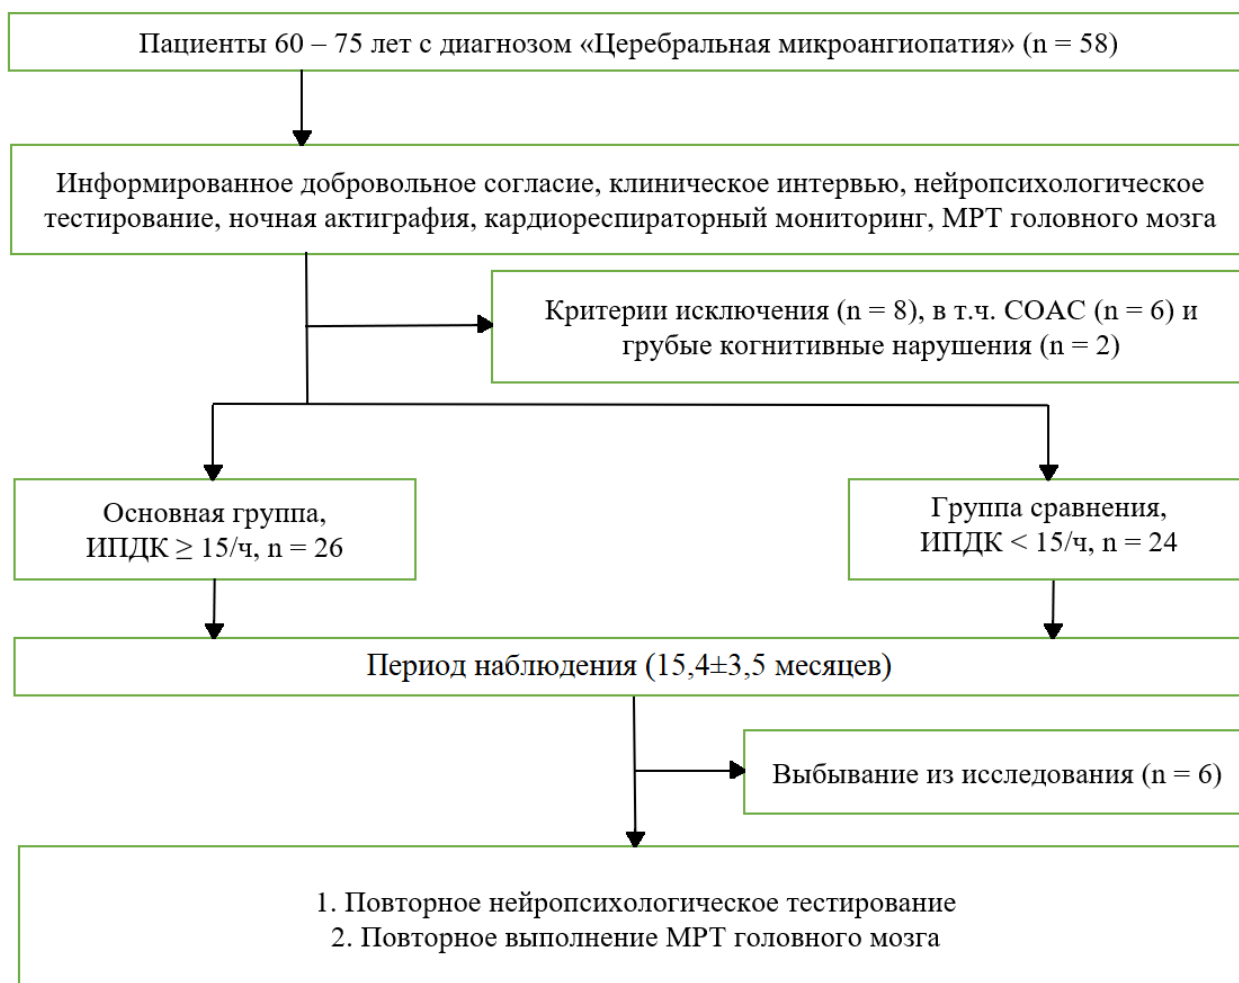 Пациенты 60 – 75 лет с диагнозом «Церебральная микроангиопатия» (n = 58)
Информированное добровольное согласие, клиническое интервью, нейропсихологическое
тестирование, ночная актиграфия, кардиореспираторный мониторинг, МРТ головного мозга
Критерии исключения (n = 8), в т.ч. СОАС (n = 6) и
грубые когнитивные нарушения (n = 2)
Основная группа,
ИПДК ≥ 15/ч, n = 26
Группа сравнения,
ИПДК < 15/ч, n = 24
Период наблюдения (15,4±3,5 месяцев)
Выбывание из исследования (n = 6)
1. Повторное нейропсихологическое тестирование
2. Повторное выполнение МРТ головного мозга